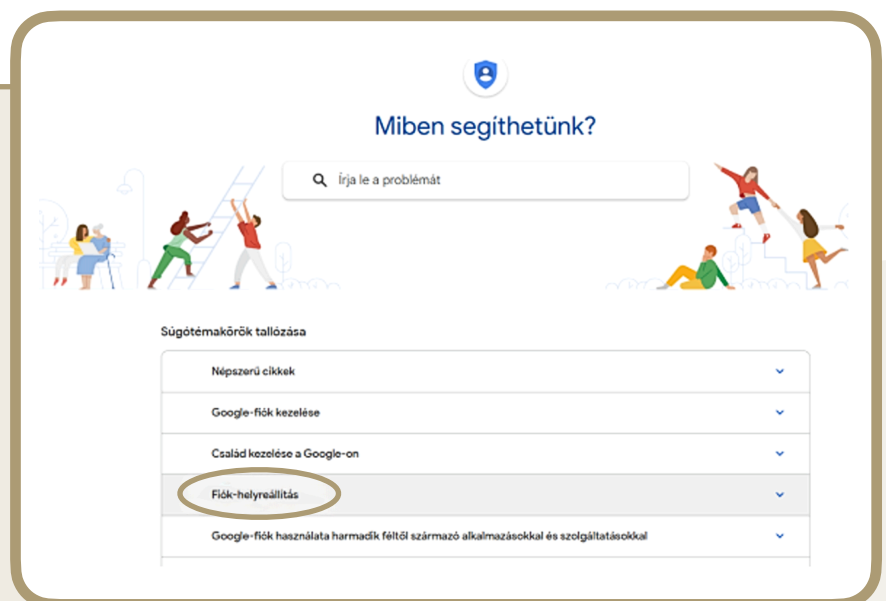 Miben segíthetünk?
Írja le a problémát
Súgótémakörök tallózása
Népszerű cikkek
Google-fiók kezelése
Család kezelése a Google-on
Fiók-helyreállítás
Google-fiók használata harmadik féltől származó alkalmazásokkal és szolgáltatásokkal